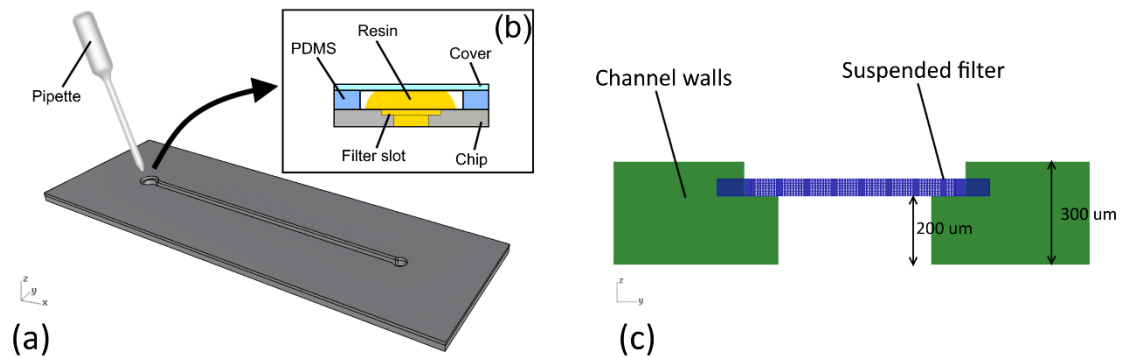 (a)
Pipette
z
y
x
(b)
Resin
PDMS
Cover
Filter slot
Chip
(c)
Channel walls
Suspended filter
200 um
300 um
z
y